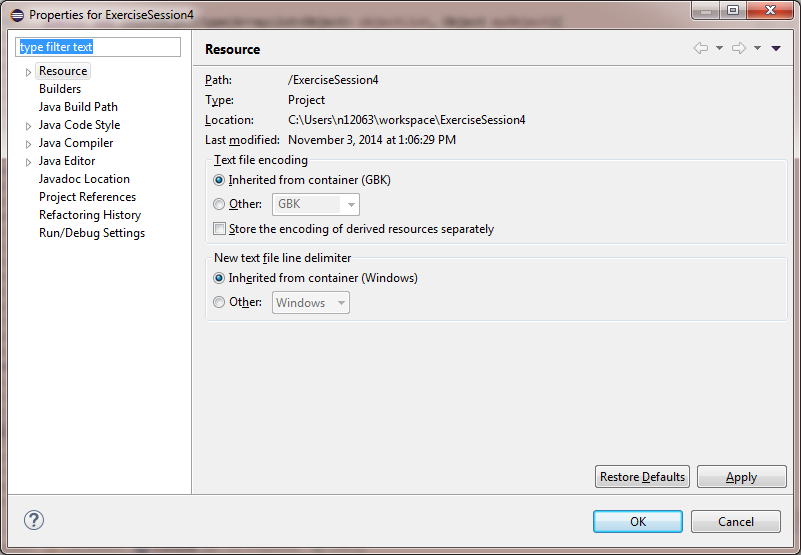 Properties for ExerciseSession4
type filter text
Resource
Builders
Java Build Path
Java Code Style
Java Compiler
Java Editor
Javadoc Location
Project References
Refactoring History
Run/Debug Settings
Resource
Path: /ExerciseSession4
Type: Project
Location: C:\Users\n12063\workspace\ExerciseSession4
Last modified: November 3, 2014 at 1:06:29 PM
Text file encoding
Inherited from container (GBK)
Other: GBK
Store the encoding of derived resources separately
New text file line delimiter
Inherited from container (Windows)
Other: Windows
Restore Defaults Apply
? OK Cancel